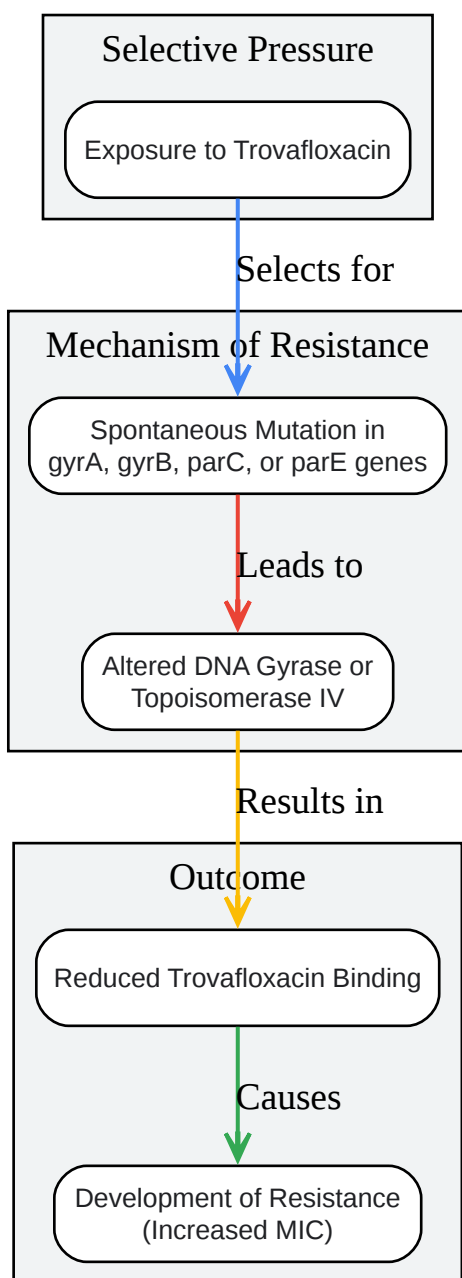 Selective Pressure
Exposure to Trovafloxacin
Selects for
Mechanism of Resistance
Spontaneous Mutation in
gyrA, gyrB, parC, or parE genes
Leads to
Altered DNA Gyrase or
Topoisomerase IV
Results in
Outcome
Reduced Trovafloxacin Binding
Causes
Development of Resistance
(Increased MIC)